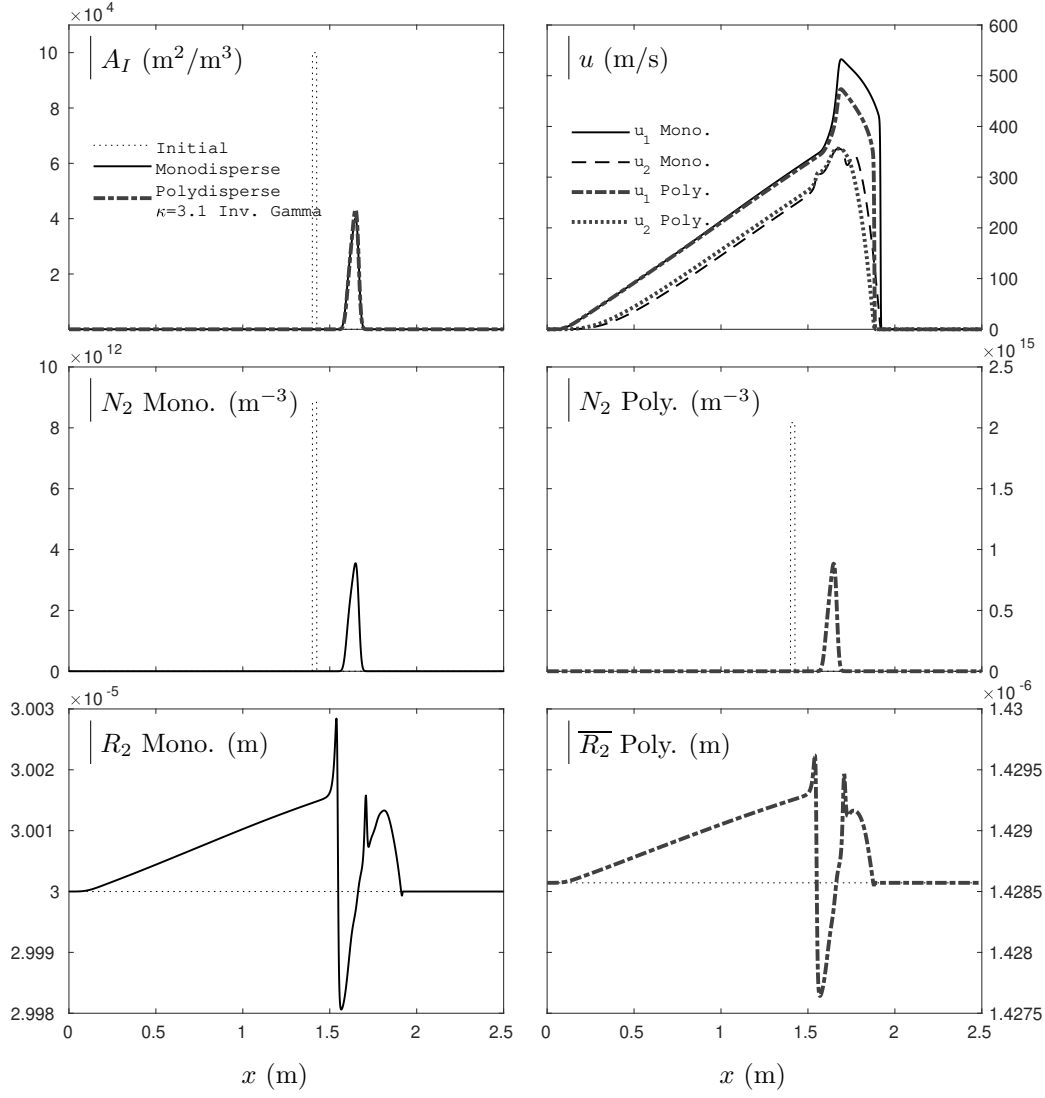 ×10^4
A_I (m^2/m^3)
10
8
6
4
2
0
Initial
Monodisperse
Polydisperse
κ=3.1 Inv. Gamma
u (m/s)
600
500
400
300
200
100
0
u_1 Mono.
u_2 Mono.
u_1 Poly.
u_2 Poly.
×10^12
N_2 Mono. (m^−3)
10
8
6
4
2
0
×10^15
N_2 Poly. (m^−3)
2.5
2
1.5
1
0.5
0
×10^-5
R_2 Mono. (m)
3.003
3.002
3.001
3
2.999
2.998
0 0.5 1 1.5 2 2.5
x (m)
×10^-6
\overline{R_2} Poly. (m)
1.43
1.4295
1.429
1.4285
1.428
1.4275
0 0.5 1 1.5 2 2.5
x (m)